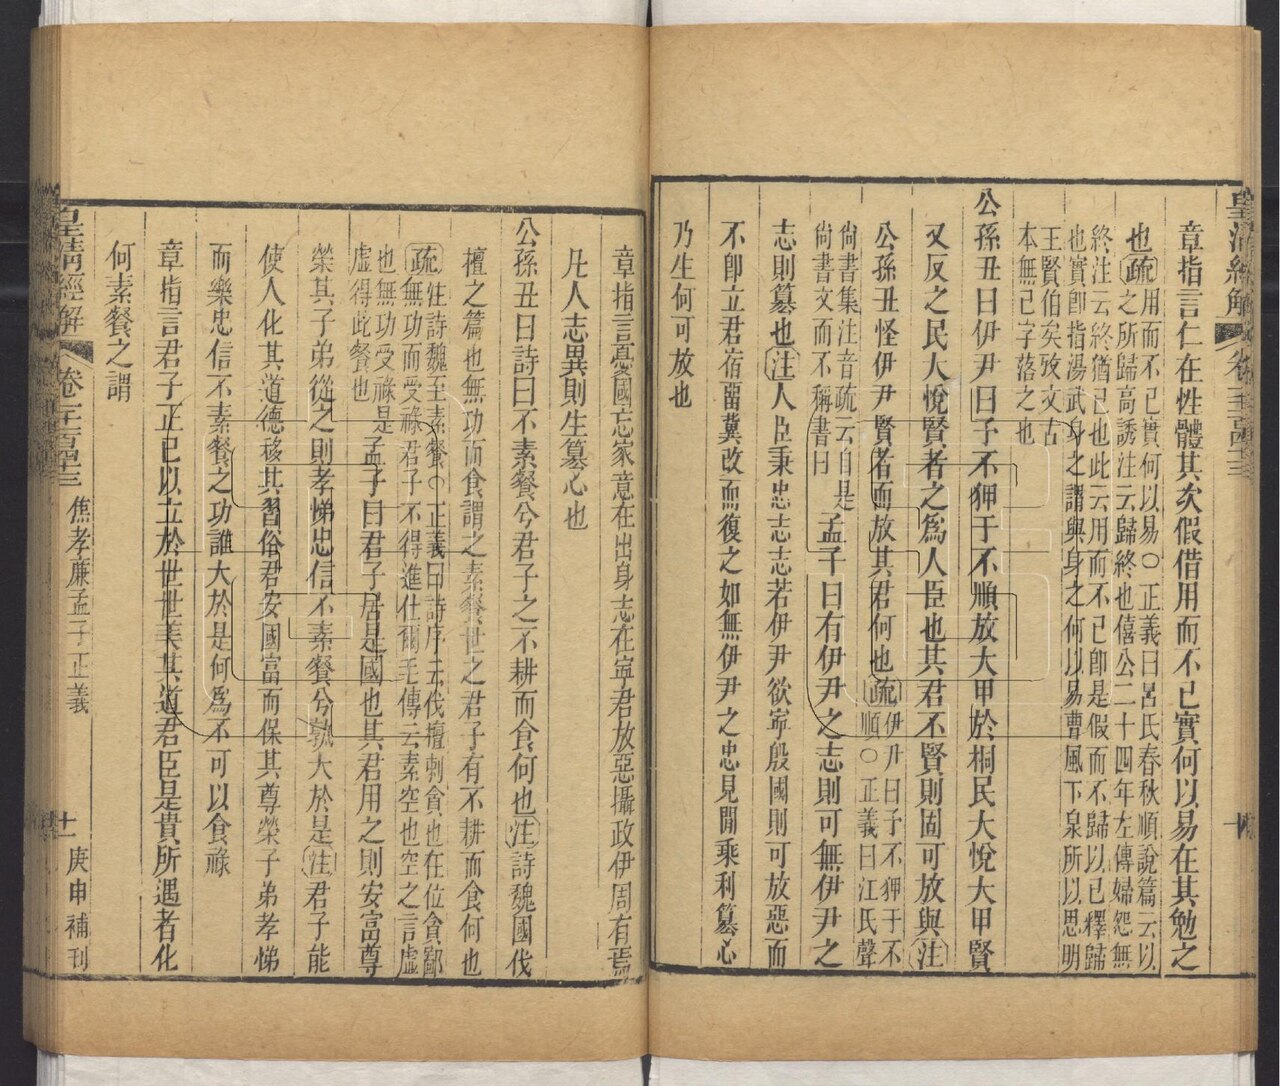 章指言仁在性體其次假借用而不已實何以易在其勉之
也疏用而不已實何以易○正義曰呂氏春秋順說篇云以
之所歸高誘注云歸終也僖公二十四年左傳婦怨無
終注云終猶已也此云用而不已卽是假而不歸以已釋歸
也實卽指湯武身之謂與身之何以易曹風下泉所以思明
王賢伯矣攷文古
本無已字落之也
公孫丑曰伊尹曰予不狎于不順放大甲於桐民大悅大甲賢
又反之民大悅賢者之爲人臣也其君不賢則固可放與注
公孫丑怪伊尹賢者而放其君何也疏伊尹曰予不狎于不
順○正義曰江氏聲
尙書集注音疏云自是
尙書文而不稱書曰
孟子曰有伊尹之志則可無伊尹之
志則篡也注人臣秉忠志志若伊尹欲寧殷國則可放惡而
不卽立君宿畱冀改而復之如無伊尹之忠見閒乘利篡心
乃生何可放也
章指言憂國忘家意在出身志在寧君放惡攝政伊周有焉
凡人志異則生篡心也
公孫丑曰詩曰不素餐兮君子之不耕而食何也注詩魏國伐
檀之篇也無功而食謂之素餐世之君子有不耕而食何也
疏注詩魏至素餐○正義曰詩序云伐檀刺貪也在位貪鄙
無功而受祿君子不得進仕爾毛傳云素空也空之言虛
也無功受祿是
虛得此餐也
孟子曰君子居是國也其君用之則安富尊
榮其子弟從之則孝悌忠信不素餐兮孰大於是注君子能
使人化其道德移其習俗君安國富而保其尊榮子弟孝悌
而樂忠信不素餐之功誰大於是何爲不可以食祿
章指言君子正己以立於世世美其道君臣是貴所遇者化
何素餐之謂
皇淸經解
焦孝廉孟子正義
十一
庚申補刊